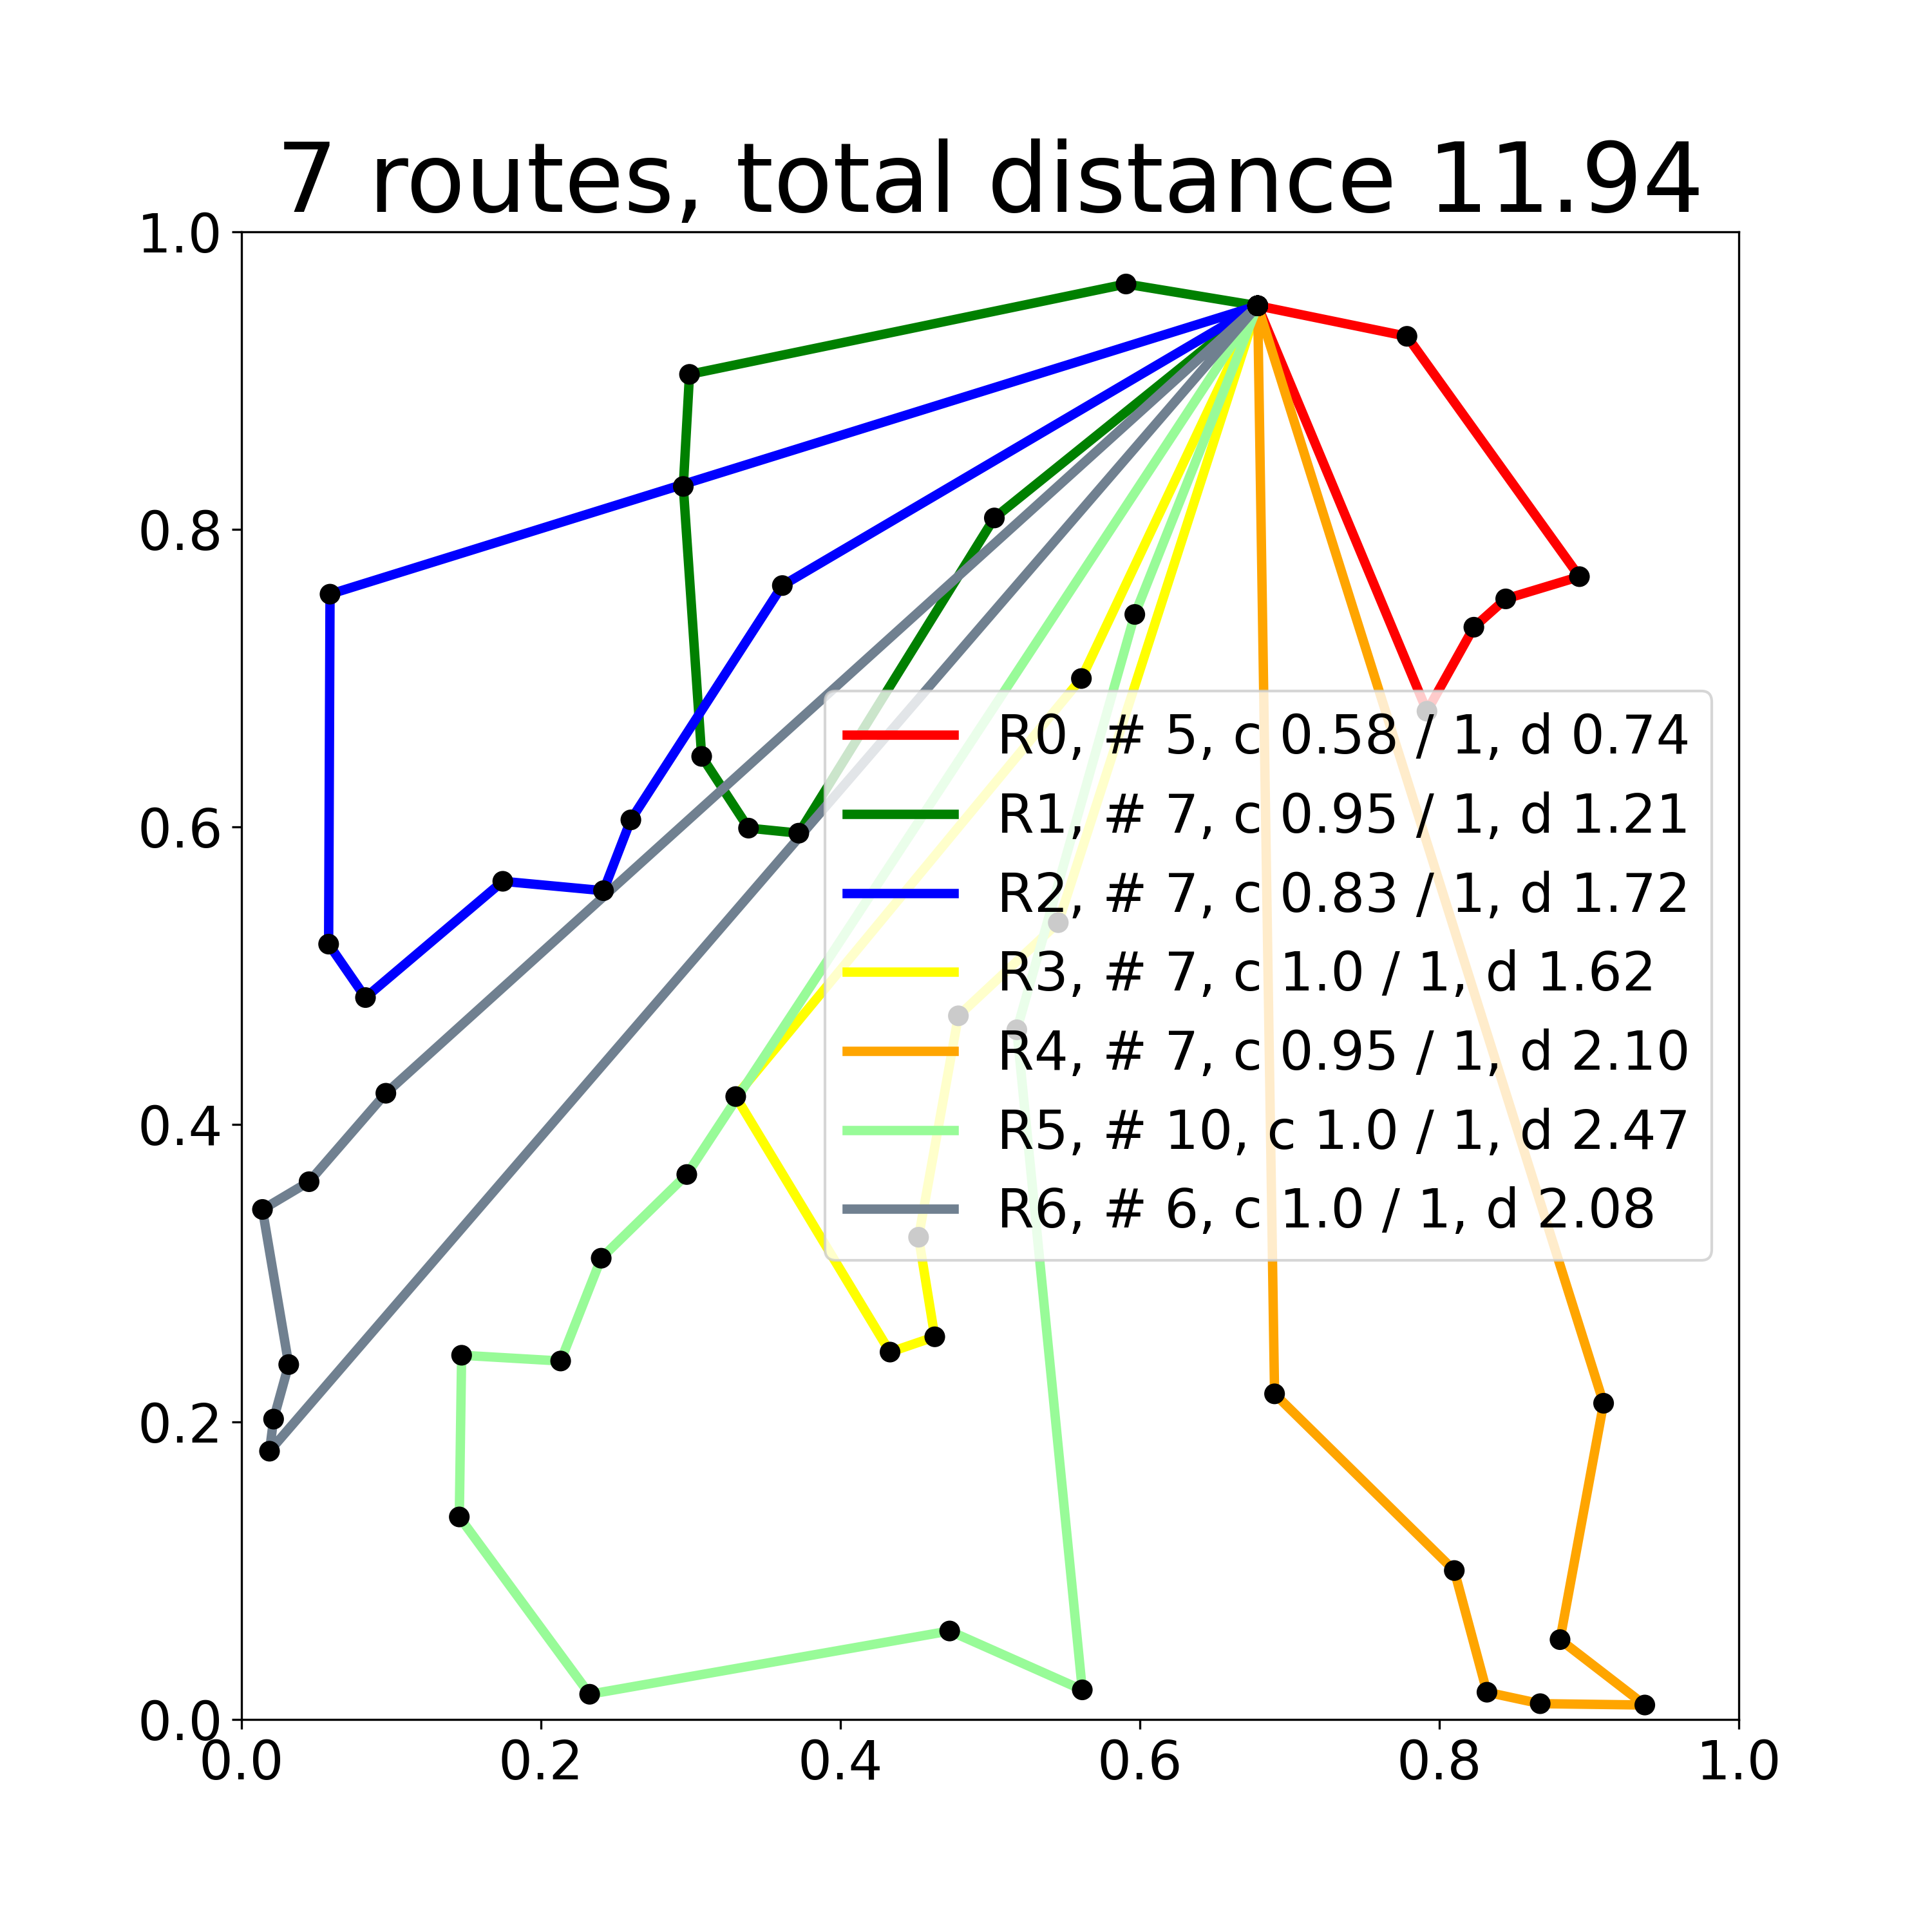 7 routes, total distance 11.94
1.0
0.8
0.6
0.4
0.2
0.0
0.0 0.2 0.4 0.6 0.8 1.0
R0, # 5, c 0.58 / 1, d 0.74
R1, # 7, c 0.95 / 1, d 1.21
R2, # 7, c 0.83 / 1, d 1.72
R3, # 7, c 1.0 / 1, d 1.62
R4, # 7, c 0.95 / 1, d 2.10
R5, # 10, c 1.0 / 1, d 2.47
R6, # 6, c 1.0 / 1, d 2.08